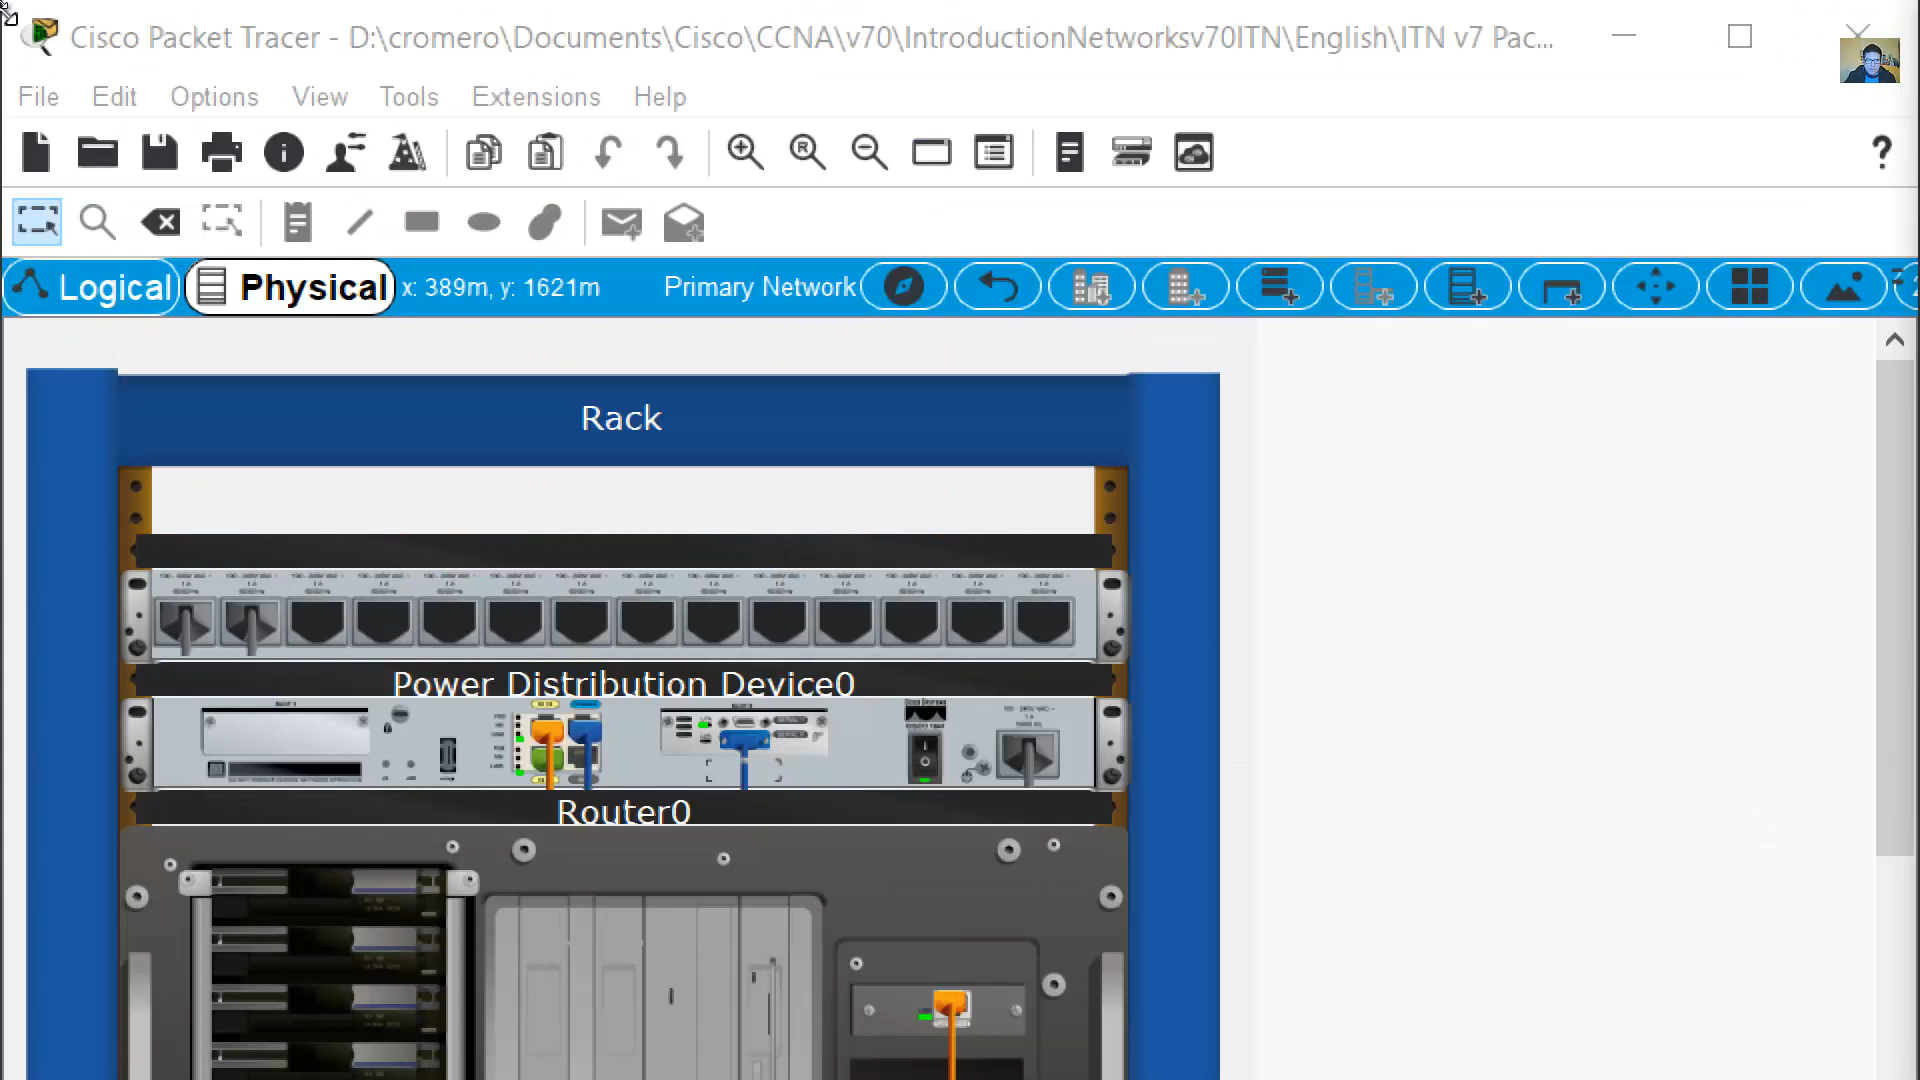 Cisco Packet Tracer - D:\cromero\Documents\Cisco\CCNA\v70\IntroductionNetworksv70ITN\English\ITN v7 Pac...
File Edit Options View Tools Extensions Help
Logical Physical x: 389m, y: 1621m Primary Network
Rack
Power Distribution Device0
Router0